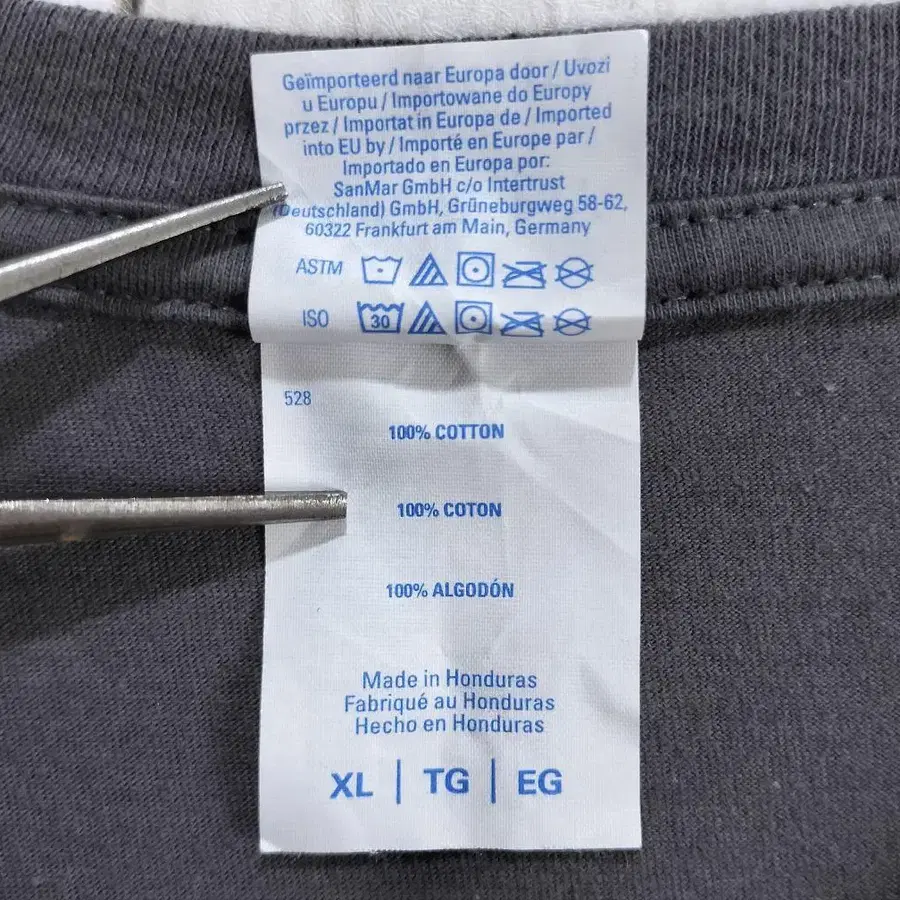 Geïmporteerd naar Europa door / Uvozi
u Europu / Importowane do Europy
przez / Importat in Europa de / Imported
into EU by / Importé en Europe par /
Importado en Europa por:
SanMar GmbH c/o Intertrust
(Deutschland) GmbH, Grüneburgweg 58-62,
60322 Frankfurt am Main, Germany
ASTM
ISO 30
528
100% COTTON
100% COTON
100% ALGODÓN
Made in Honduras
Fabriqué au Honduras
Hecho en Honduras
XL | TG | EG